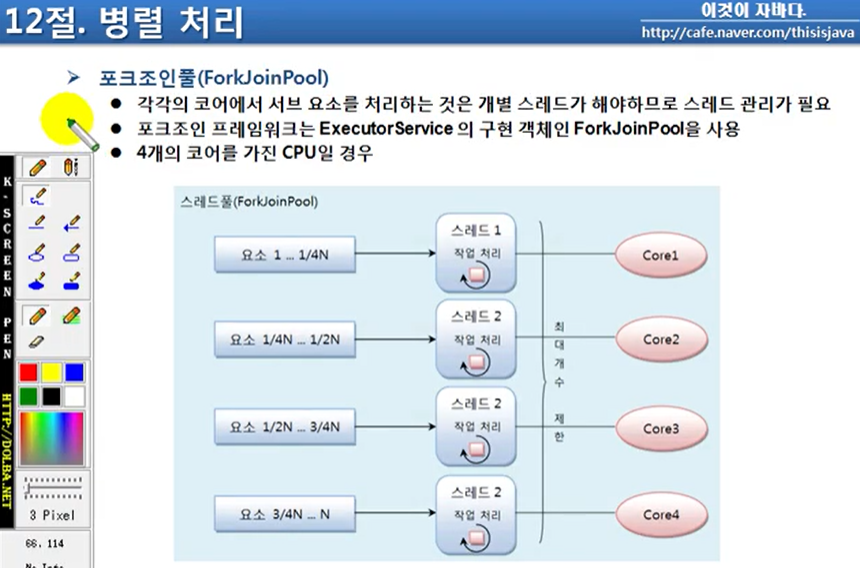 12절. 병렬 처리
이것이 자바다.
http://cafe.naver.com/thisisjava
포크조인풀(ForkJoinPool)
각각의 코어에서 서브 요소를 처리하는 것은 개별 스레드가 해야하므로 스레드 관리가 필요
포크조인 프레임워크는 ExecutorService 의 구현 객체인 ForkJoinPool을 사용
4개의 코어를 가진 CPU일 경우
스레드풀(ForkJoinPool)
요소 1 ... 1/4N
스레드 1
작업 처리
Core1
요소 1/4N ... 1/2N
스레드 2
작업 처리
Core2
요소 1/2N ... 3/4N
스레드 2
작업 처리
Core3
요소 3/4N ... N
스레드 2
작업 처리
Core4
최대개수 제한
K-SCREEN PEN HTTP://DOLBA.NET
3 Pixel
66, 114